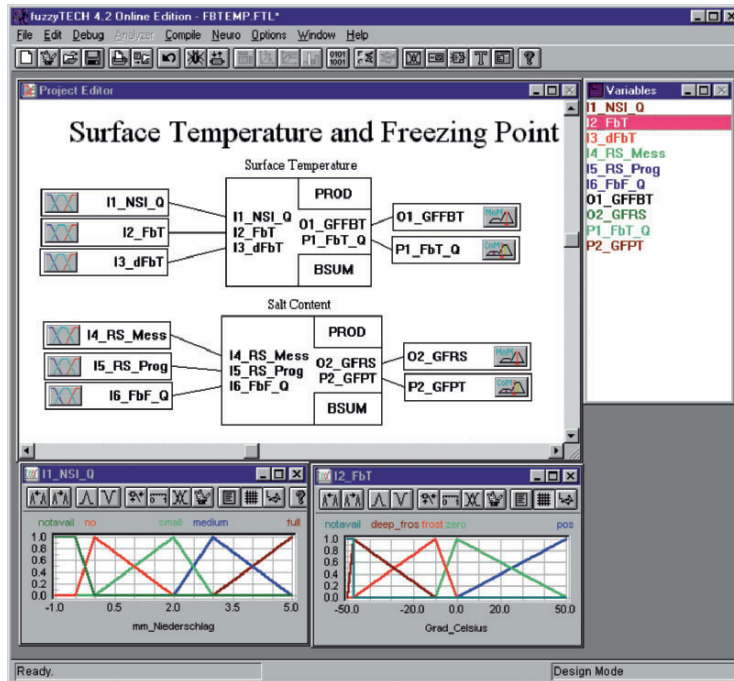 fuzzyTECH 4.2 Online Edition - FBTEMP.FTL*
File Edit Debug Analyzer Compile Neuro Options Window Help
Project Editor
Surface Temperature and Freezing Point
Surface Temperature
I1_NSI_Q
I2_FbT
I3_dFbT
I1_NSI_Q
I2_FbT
I3_dFbT
PROD
O1_GFFBT
P1_FbT_Q
BSUM
O1_GFFBT
MoM
P1_FbT_Q
CoM
Salt Content
I4_RS_Mess
I5_RS_Prog
I6_FbF_Q
I4_RS_Mess
I5_RS_Prog
I6_FbF_Q
PROD
O2_GFRS
P2_GFPT
BSUM
O2_GFRS
MoM
P2_GFPT
CoM
Variables
I1_NSI_Q
I2_FbT
I3_dFbT
I4_RS_Mess
I5_RS_Prog
I6_FbF_Q
O1_GFFBT
O2_GFRS
P1_FbT_Q
P2_GFPT
I1_NSI_Q
notavail no small medium full
1.0
0.8
0.6
0.4
0.2
0.0
-1.0 0.5 2.0 3.5 5.0
mm_Niederschlag
I2_FbT
notavail deep_fros frost zero pos
1.0
0.8
0.6
0.4
0.2
0.0
-50.0 -20.0 0.0 20.0 50.0
Grad_Celsius
Ready.
Design Mode